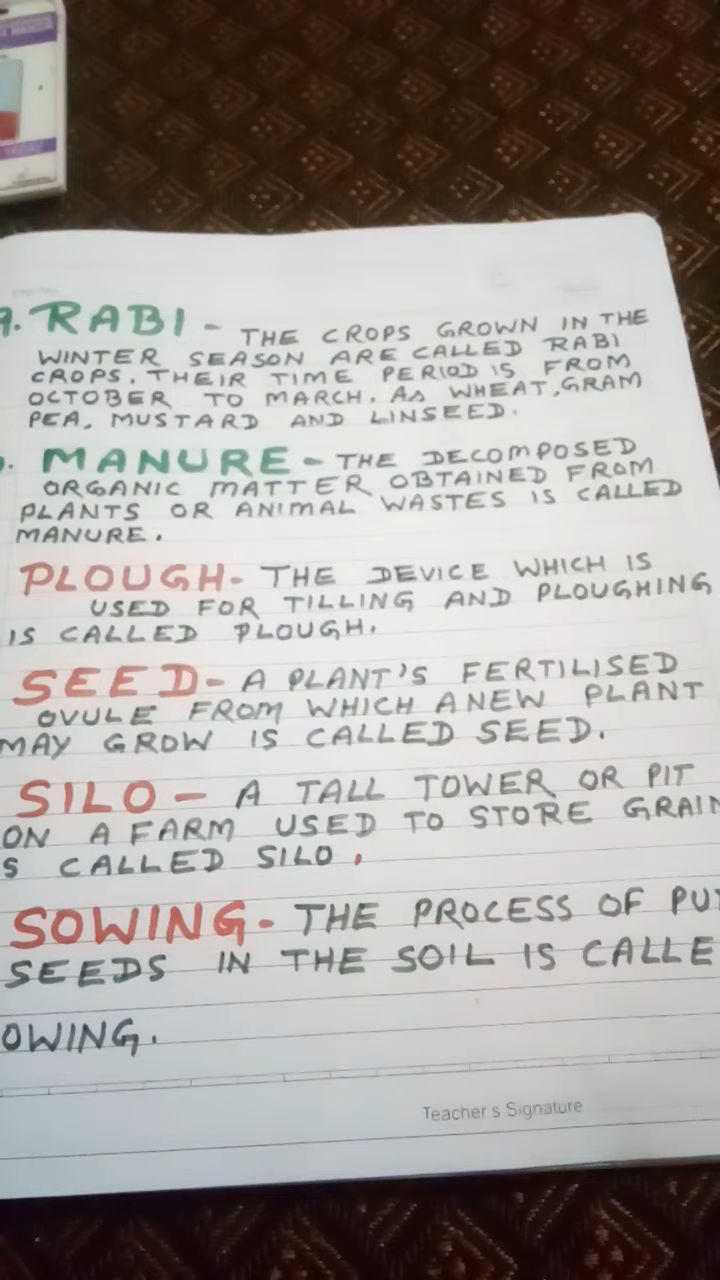 9. RABI - THE CROPS GROWN IN THE
WINTER SEASON ARE CALLED RABI
CROPS. THEIR TIME PERIOD IS FROM
OCTOBER TO MARCH. AS WHEAT, GRAM
PEA, MUSTARD AND LINSEED.
. MANURE - THE DECOMPOSED
ORGANIC MATTER OBTAINED FROM
PLANTS OR ANIMAL WASTES IS CALLED
MANURE.
PLOUGH - THE DEVICE WHICH IS
USED FOR TILLING AND PLOUGHING
IS CALLED PLOUGH.
SEED - A PLANT'S FERTILISED
OVULE FROM WHICH A NEW PLANT
MAY GROW IS CALLED SEED.
SILO - A TALL TOWER OR PIT
ON A FARM USED TO STORE GRAIN
S CALLED SILO.
SOWING - THE PROCESS OF PUT
SEEDS IN THE SOIL IS CALLE
OWING.
Teacher's Signature